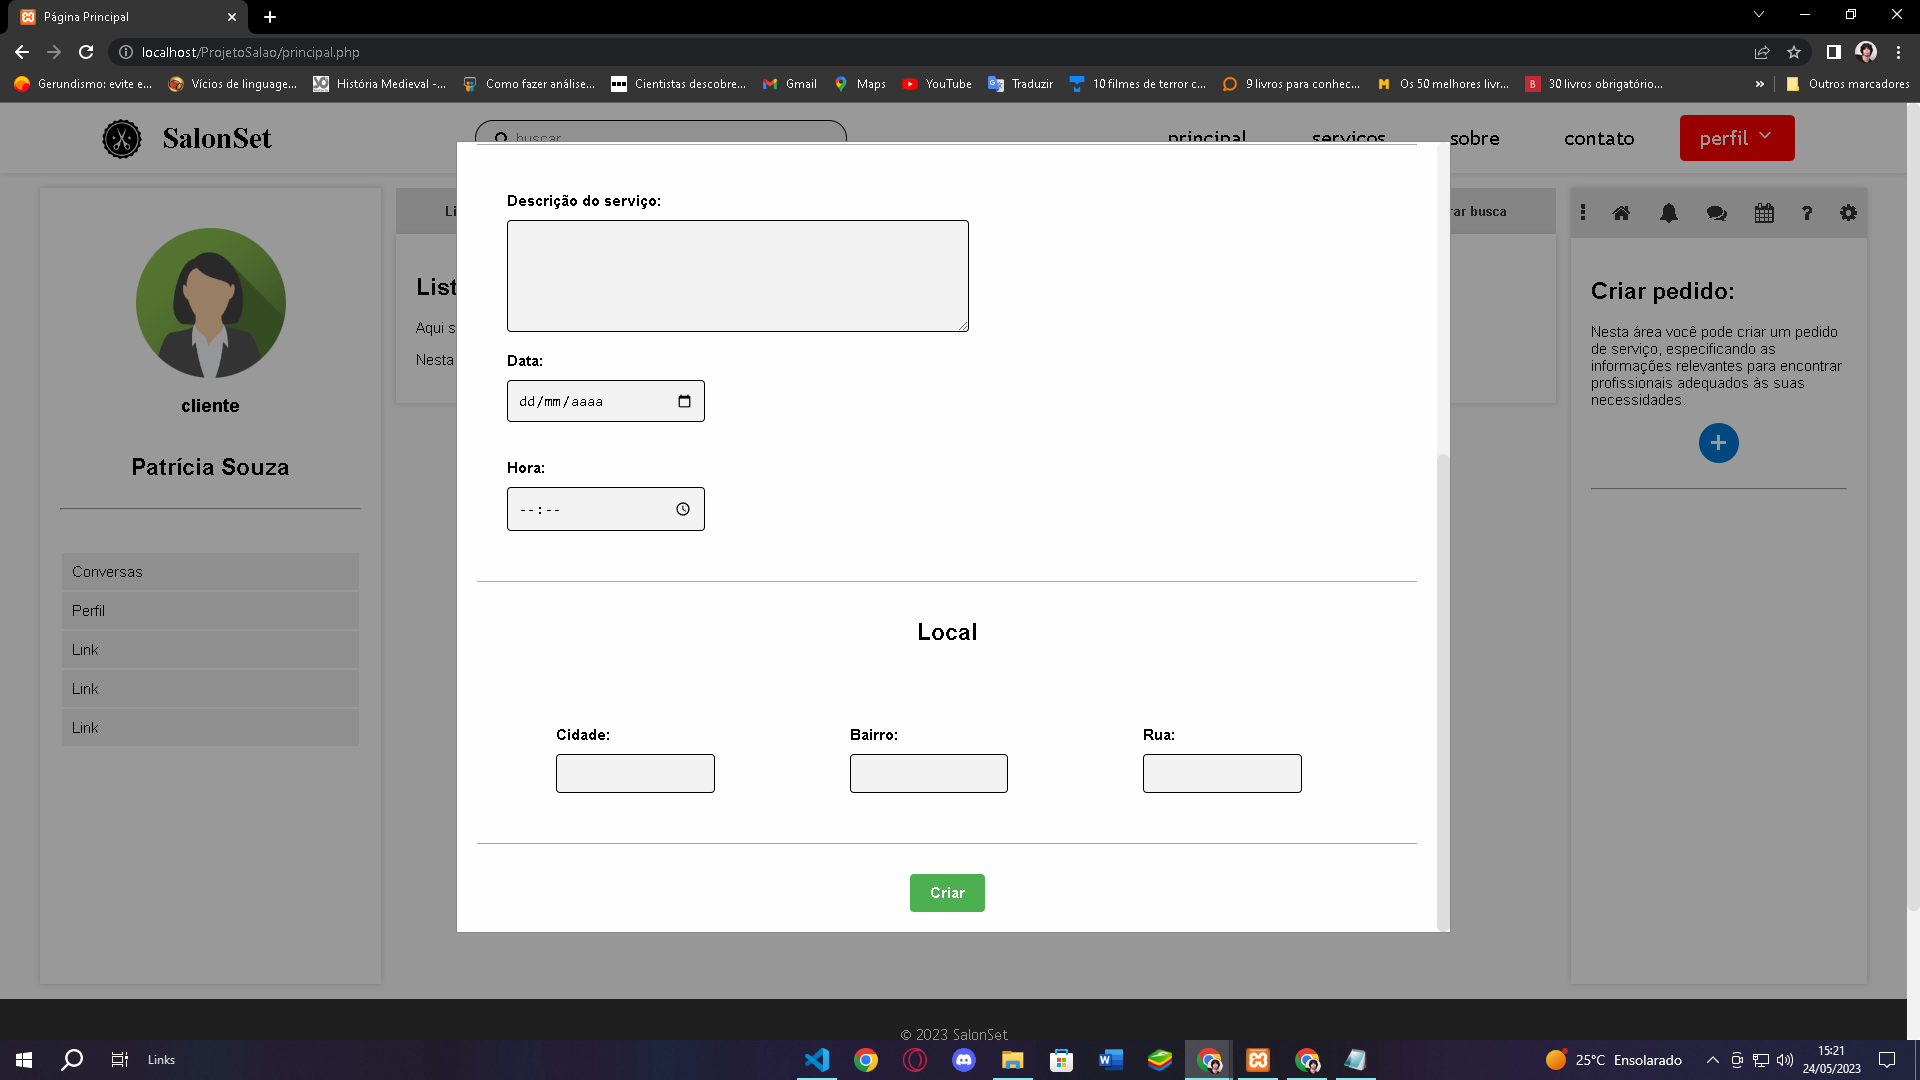 Página Principal
localhost/ProjetoSalao/principal.php
Gerundismo: evite e...
Vícios de linguage...
História Medieval -...
Como fazer análise...
Cientistas descobre...
Gmail
Maps
YouTube
Traduzir
10 filmes de terror c...
9 livros para conhec...
Os 50 melhores livr...
30 livros obrigatório...
»
Outros marcadores
SalonSet
buscar
principal
serviços
sobre
contato
perfil
cliente
Patrícia Souza
Conversas
Perfil
Link
Link
Link
Li
List
Aqui s
Nesta
rar busca
Descrição do serviço:
Data:
dd/mm/aaaa
Hora:
--:--
Local
Cidade:
Bairro:
Rua:
Criar
Criar pedido:
Nesta área você pode criar um pedido
de serviço, especificando as
informações relevantes para encontrar
profissionais adequados às suas
necessidades.
© 2023 SalonSet
Links
25°C Ensolarado
15:21
24/05/2023